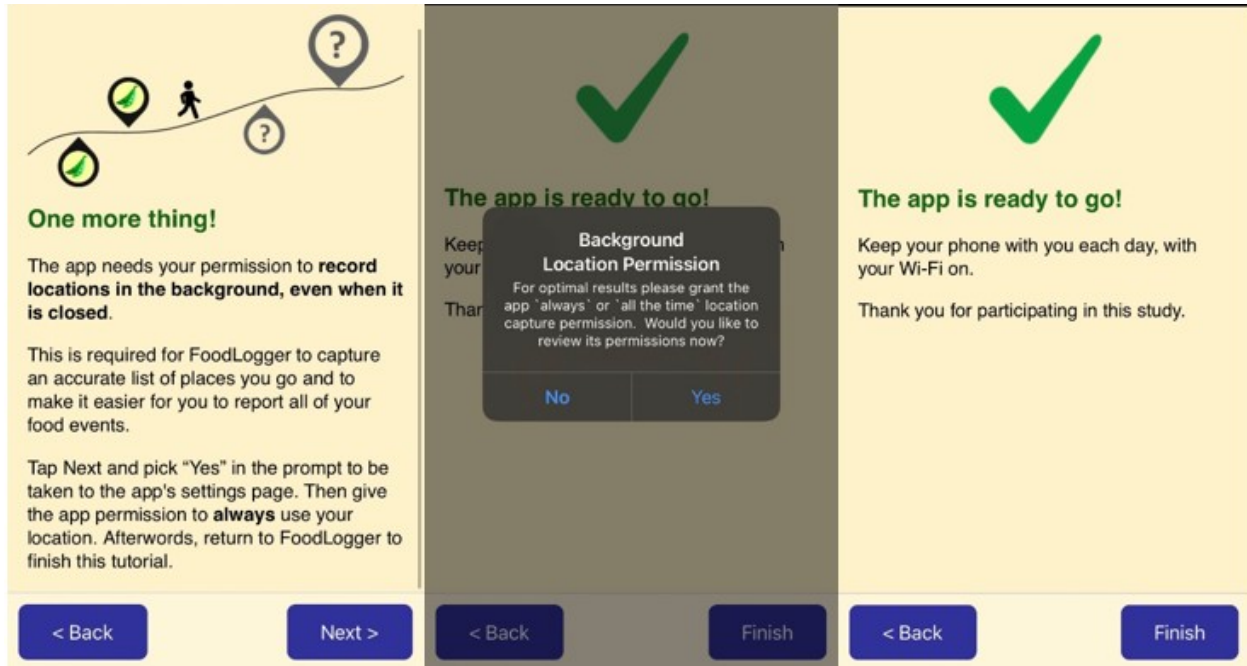 ?
?
One more thing!
The app needs your permission to record
locations in the background, even when it
is closed.
This is required for FoodLogger to capture
an accurate list of places you go and to
make it easier for you to report all of your
food events.
Tap Next and pick “Yes” in the prompt to be
taken to the app's settings page. Then give
the app permission to always use your
location. Afterwords, return to FoodLogger to
finish this tutorial.
< Back
Next >
The app is ready to go!
Keep
your
Than
Background
Location Permission
For optimal results please grant the
app `always` or `all the time` location
capture permission. Would you like to
review its permissions now?
No
Yes
< Back
Finish
The app is ready to go!
Keep your phone with you each day, with
your Wi-Fi on.
Thank you for participating in this study.
< Back
Finish